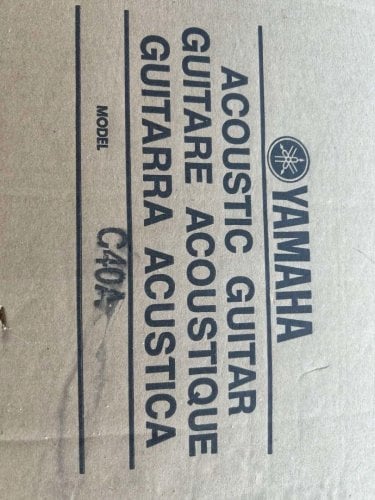 YAMAHA
ACOUSTIC GUITAR
GUITARE ACOUSTIQUE
GUITARRA ACUSTICA
MODEL C40A